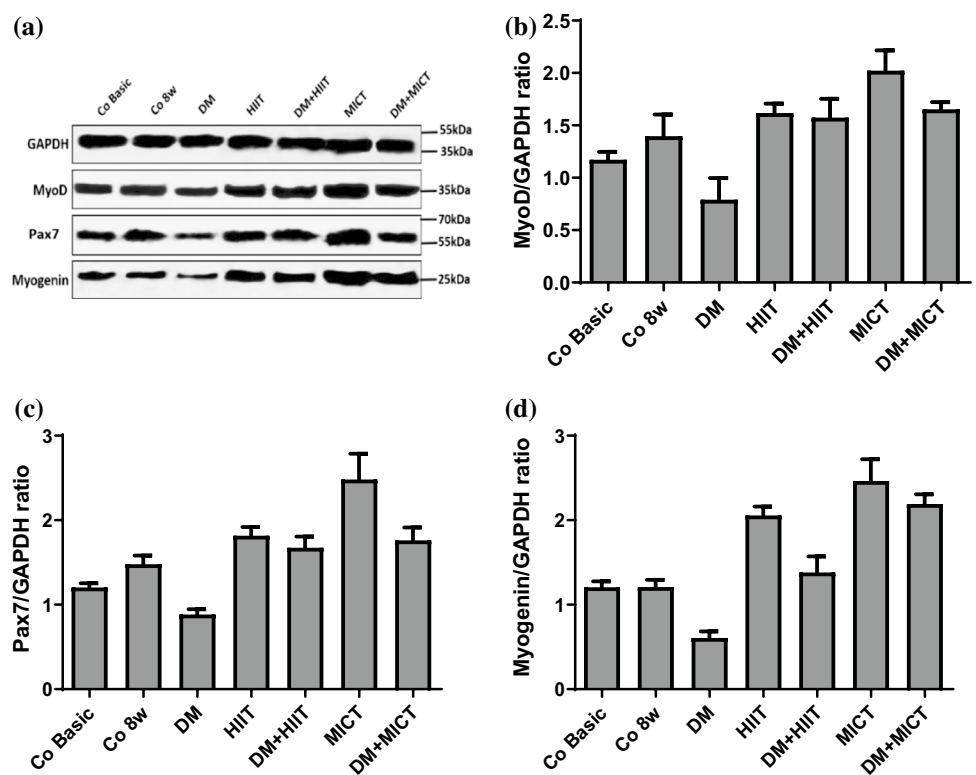 (a)
Co Basic Co 8w DM HIIT DM+HIIT MICT DM+MICT
GAPDH 55kDa
35kDa
MyoD 35kDa
Pax7 70kDa
55kDa
Myogenin 25kDa
(b)
MyoD/GAPDH ratio
2.5
2.0
1.5
1.0
0.5
0.0
Co Basic Co 8w DM HIIT DM+HIIT MICT DM+MICT
(c)
Pax7/GAPDH ratio
3
2
1
0
Co Basic Co 8w DM HIIT DM+HIIT MICT DM+MICT
(d)
Myogenin/GAPDH ratio
3
2
1
0
Co Basic Co 8w DM HIIT DM+HIIT MICT DM+MICT